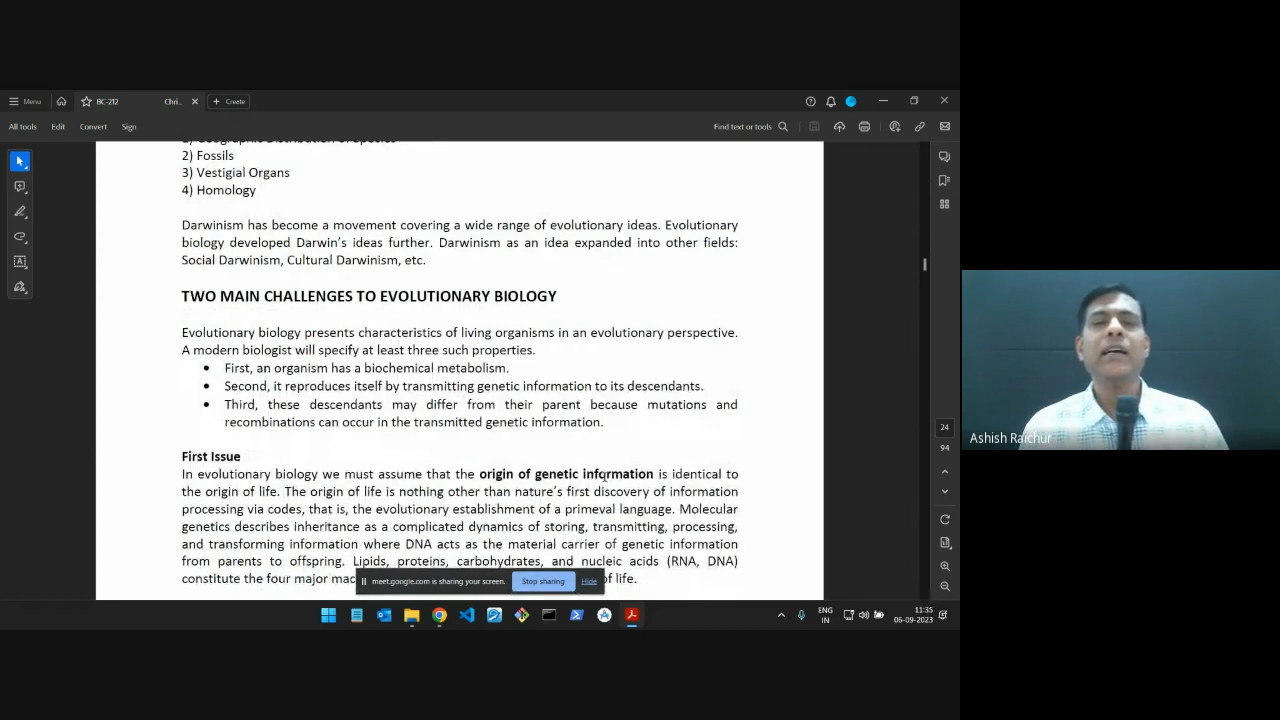 Menu
BC-212
Chri...
Create
All tools
Edit
Convert
Sign
Find text or tools
2) Fossils
3) Vestigial Organs
4) Homology
Darwinism has become a movement covering a wide range of evolutionary ideas. Evolutionary
biology developed Darwin's ideas further. Darwinism as an idea expanded into other fields:
Social Darwinism, Cultural Darwinism, etc.
TWO MAIN CHALLENGES TO EVOLUTIONARY BIOLOGY
Evolutionary biology presents characteristics of living organisms in an evolutionary perspective.
A modern biologist will specify at least three such properties.
• First, an organism has a biochemical metabolism.
• Second, it reproduces itself by transmitting genetic information to its descendants.
• Third, these descendants may differ from their parent because mutations and
recombinations can occur in the transmitted genetic information.
First Issue
In evolutionary biology we must assume that the origin of genetic information is identical to
the origin of life. The origin of life is nothing other than nature's first discovery of information
processing via codes, that is, the evolutionary establishment of a primeval language. Molecular
genetics describes inheritance as a complicated dynamics of storing, transmitting, processing,
and transforming information where DNA acts as the material carrier of genetic information
from parents to offspring. Lipids, proteins, carbohydrates, and nucleic acids (RNA, DNA)
constitute the four major mac of life.
meet.google.com is sharing your screen.
Stop sharing
Hide
24
94
ENG
IN
11:35
06-09-2023
Ashish Raichur